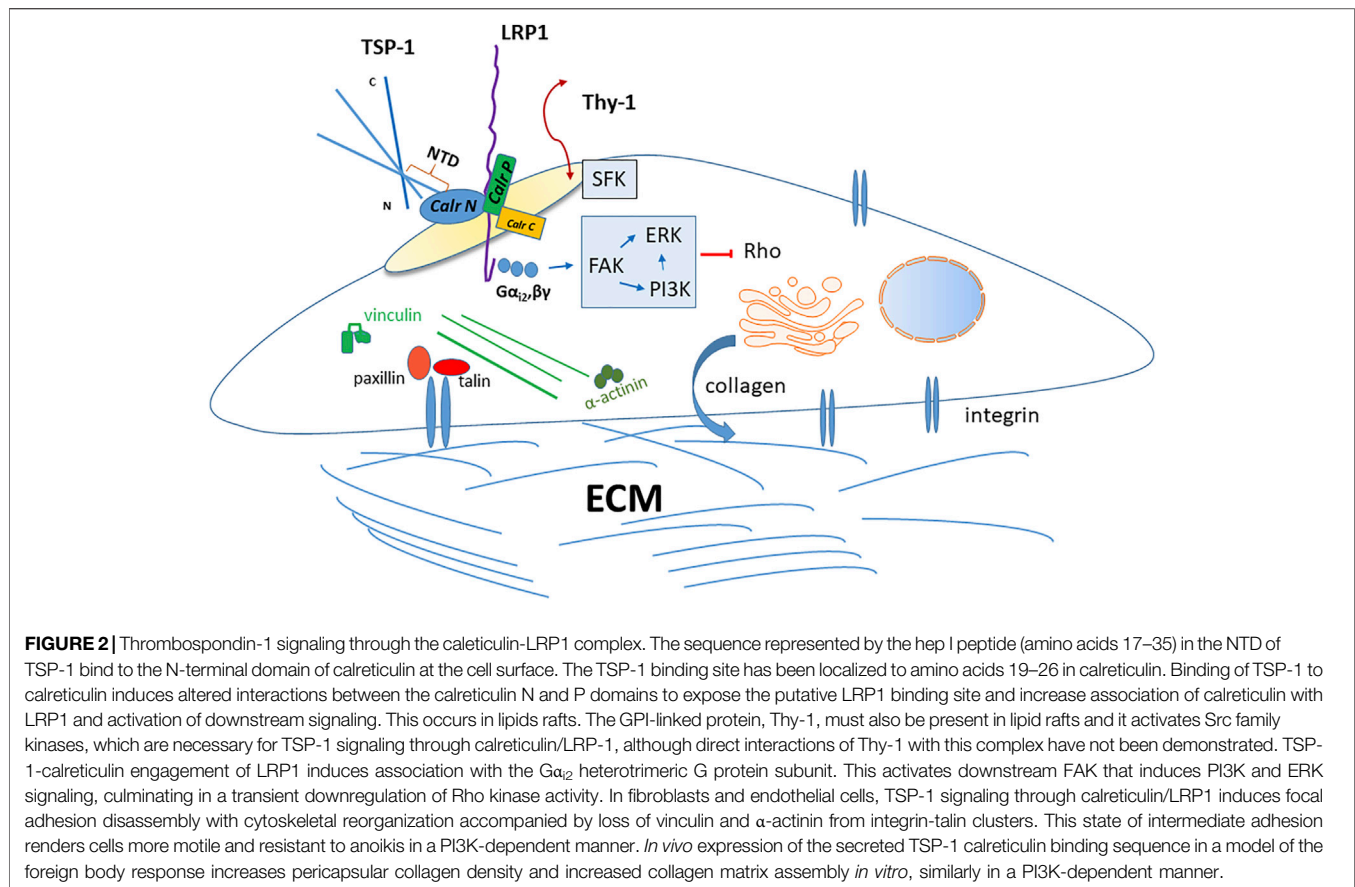 LRP1
TSP-1
C
Thy-1
NTD
Calr P
SFK
N
Calr N
Calr C
ERK
FAK
Rho
PI3K
Gαi2,βγ
vinculin
paxillin
talin
α-actinin
collagen
integrin
ECM
FIGURE 2 | Thrombospondin-1 signaling through the caleticulin-LRP1 complex. The sequence represented by the hep I peptide (amino acids 17–35) in the NTD of
TSP-1 bind to the N-terminal domain of calreticulin at the cell surface. The TSP-1 binding site has been localized to amino acids 19–26 in calreticulin. Binding of TSP-1 to
calreticulin induces altered interactions between the calreticulin N and P domains to expose the putative LRP1 binding site and increase association of calreticulin with
LRP1 and activation of downstream signaling. This occurs in lipids rafts. The GPI-linked protein, Thy-1, must also be present in lipid rafts and it activates Src family
kinases, which are necessary for TSP-1 signaling through calreticulin/LRP-1, although direct interactions of Thy-1 with this complex have not been demonstrated. TSP-
1-calreticulin engagement of LRP1 induces association with the Gαi2 heterotrimeric G protein subunit. This activates downstream FAK that induces PI3K and ERK
signaling, culminating in a transient downregulation of Rho kinase activity. In fibroblasts and endothelial cells, TSP-1 signaling through calreticulin/LRP1 induces focal
adhesion disassembly with cytoskeletal reorganization accompanied by loss of vinculin and α-actinin from integrin-talin clusters. This state of intermediate adhesion
renders cells more motile and resistant to anoikis in a PI3K-dependent manner. In vivo expression of the secreted TSP-1 calreticulin binding sequence in a model of the
foreign body response increases pericapsular collagen density and increased collagen matrix assembly in vitro, similarly in a PI3K-dependent manner.